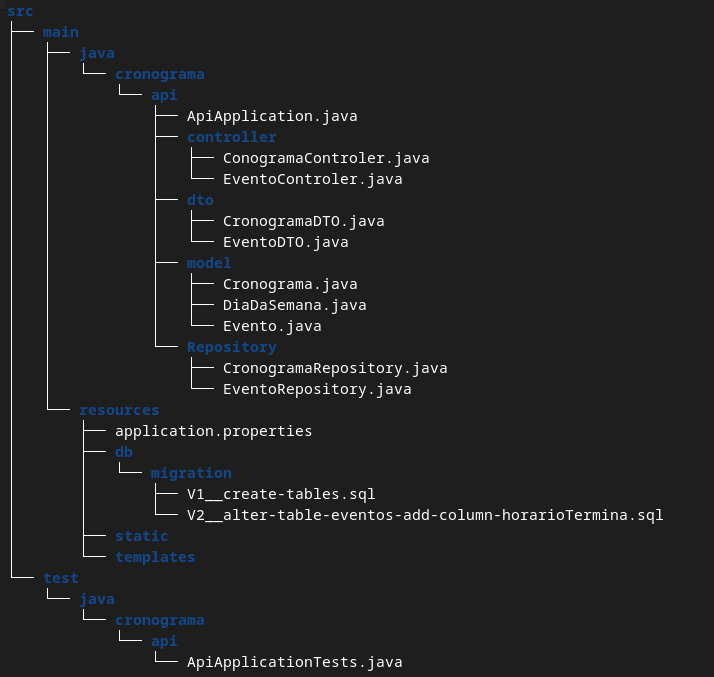 src
main
java
cronograma
api
ApiApplication.java
controller
ConogramaControler.java
EventoControler.java
dto
CronogramaDTO.java
EventoDTO.java
model
Cronograma.java
DiaDaSemana.java
Evento.java
Repository
CronogramaRepository.java
EventoRepository.java
resources
application.properties
db
migration
V1__create-tables.sql
V2__alter-table-eventos-add-column-horarioTermina.sql
static
templates
test
java
cronograma
api
ApiApplicationTests.java